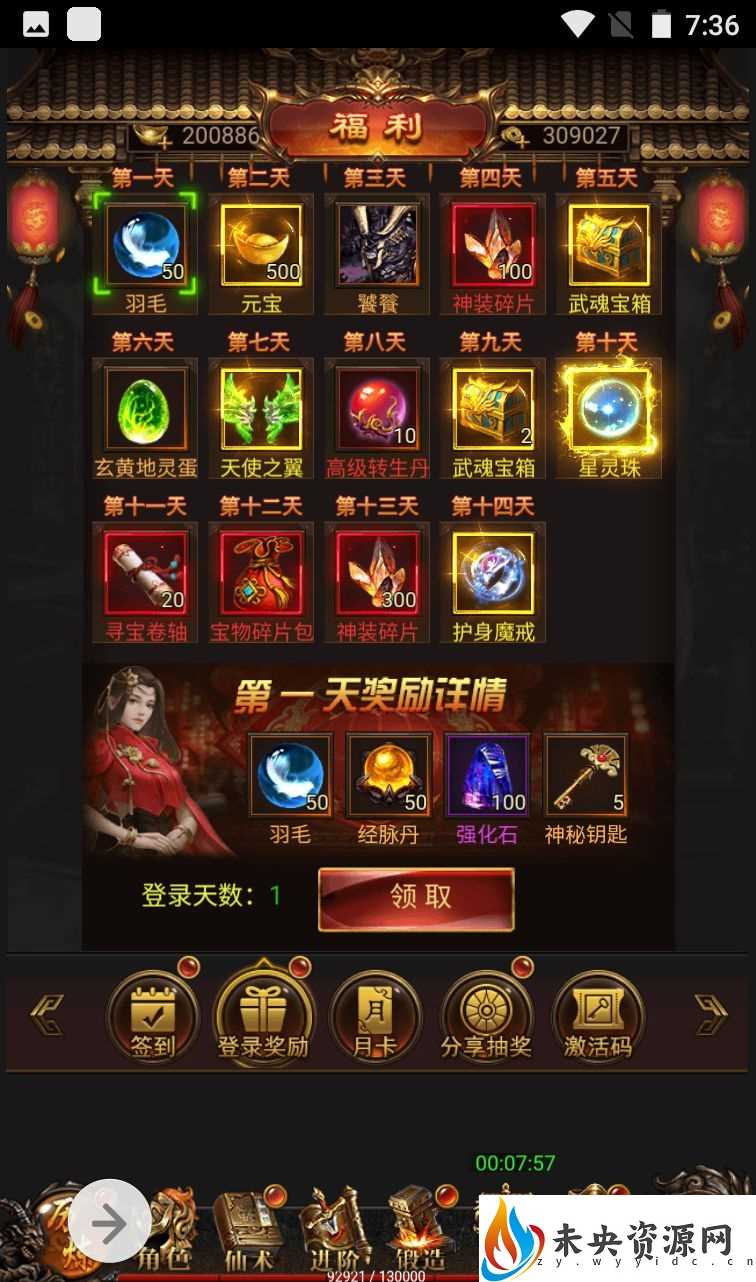 7:36
福利
200886
309027
第一天 第二天 第三天 第四天 第五天
50 500 100
羽毛 元宝 饕餮 神装碎片 武魂宝箱
第六天 第七天 第八天 第九天 第十天
10 2
玄黄地灵蛋 天使之翼 高级转生丹 武魂宝箱 星灵珠
第十一天 第十二天 第十三天 第十四天
20 300
寻宝卷轴 宝物碎片包 神装碎片 护身魔戒
第一天奖励详情
50 50 100 5
羽毛 经脉丹 强化石 神秘钥匙
登录天数：1
领取
月
签到 登录奖励 月卡 分享抽奖 激活码
00:07:57
角色 仙术 进阶 锻造
92921 / 130000
未央资源网
zy.wyyidc.cn